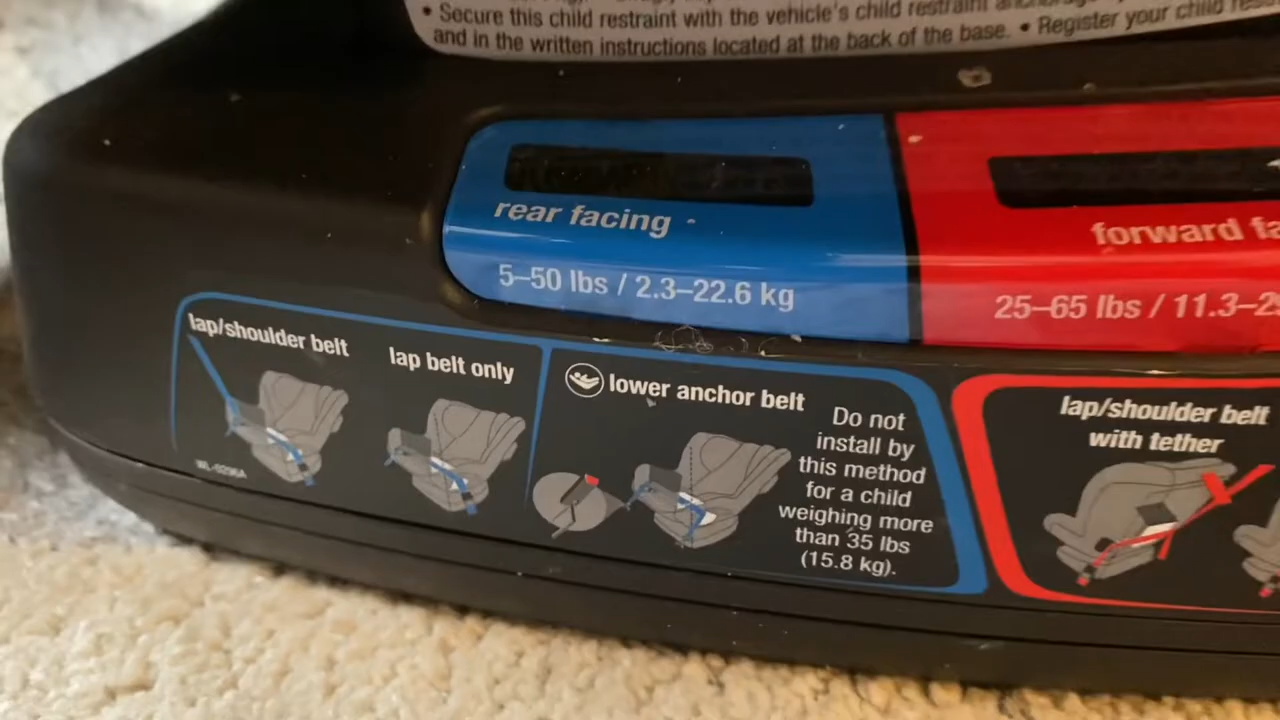 • Secure this child restraint with the vehicle's child restraint
and in the written instructions located at the back of the base. • Register your child
rear facing
5–50 lbs / 2.3–22.6 kg
forward fa
25–65 lbs / 11.3–2
lap/shoulder belt
lap belt only
WL-0296A
lower anchor belt
Do not
install by
this method
for a child
weighing more
than 35 lbs
(15.8 kg).
lap/shoulder belt
with tether